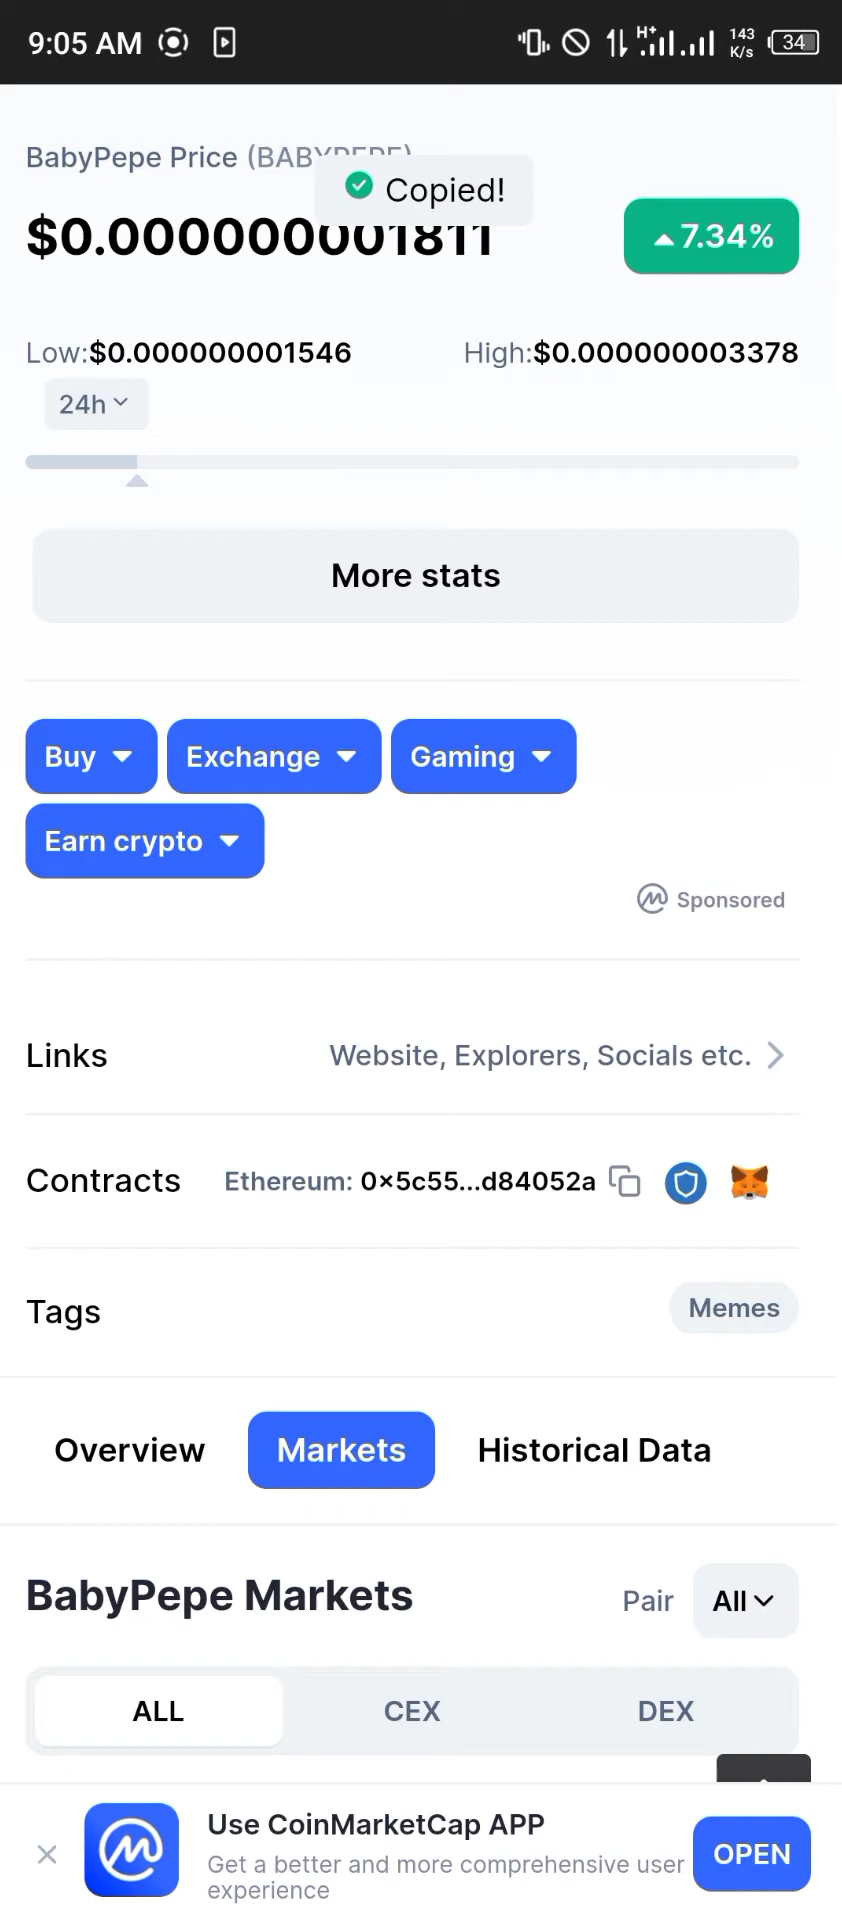 9:05 AM
H+
143
K/s
34
BabyPepe Price (BABYPEPE)
Copied!
$0.000000001811
7.34%
Low:$0.000000001546
High:$0.000000003378
24h
More stats
Buy
Exchange
Gaming
Earn crypto
Sponsored
Links
Website, Explorers, Socials etc.
Contracts
Ethereum: 0x5c55...d84052a
Tags
Memes
Overview
Markets
Historical Data
BabyPepe Markets
Pair
All
ALL
CEX
DEX
Use CoinMarketCap APP
Get a better and more comprehensive user
experience
OPEN